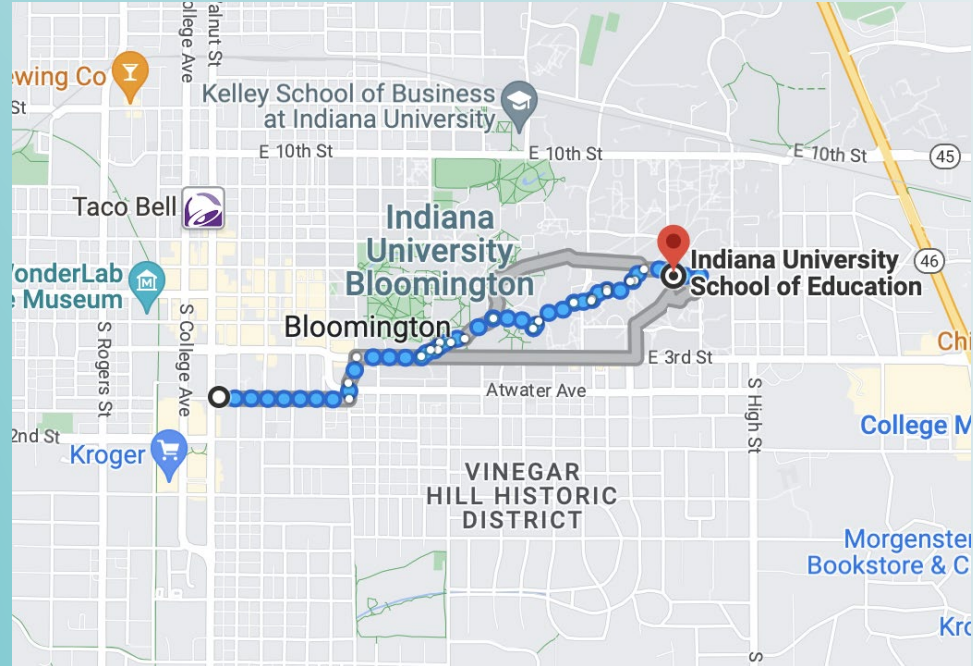 ollege Ave
alnut St
ewing Co
St
Kelley School of Business
at Indiana University
E 10th St
E 10th St
E 10th St
45
Taco Bell
Indiana
University
Bloomington
Indiana University
School of Education
46
onderLab
e Museum
S Rogers St
S College Ave
Bloomington
E 3rd St
Chi
Atwater Ave
S High St
2nd St
College M
Kroger
VINEGAR
HILL HISTORIC
DISTRICT
Morgenster
Bookstore & C
Kro
S